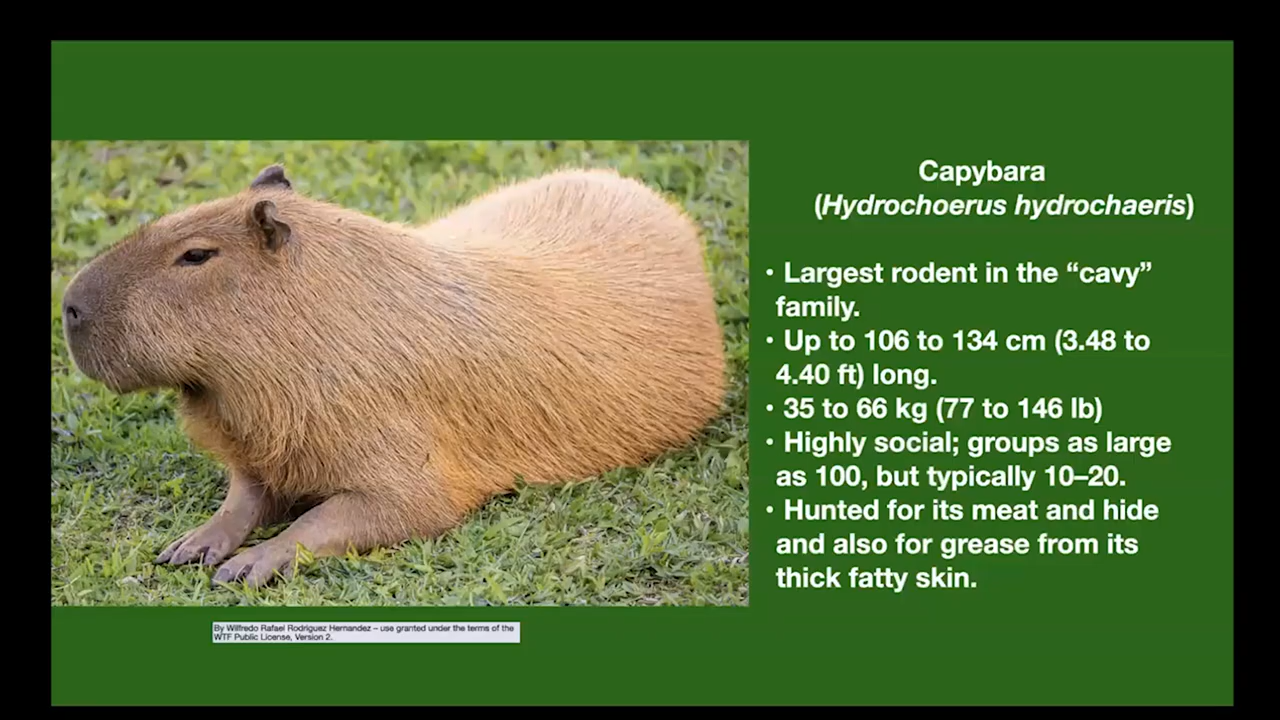 Capybara
(Hydrochoerus hydrochaeris)
• Largest rodent in the “cavy”
family.
• Up to 106 to 134 cm (3.48 to
4.40 ft) long.
• 35 to 66 kg (77 to 146 lb)
• Highly social; groups as large
as 100, but typically 10–20.
• Hunted for its meat and hide
and also for grease from its
thick fatty skin.
By Wilfredo Rafael Rodriguez Hernandez – use granted under the terms of the
WTF Public License, Version 2.